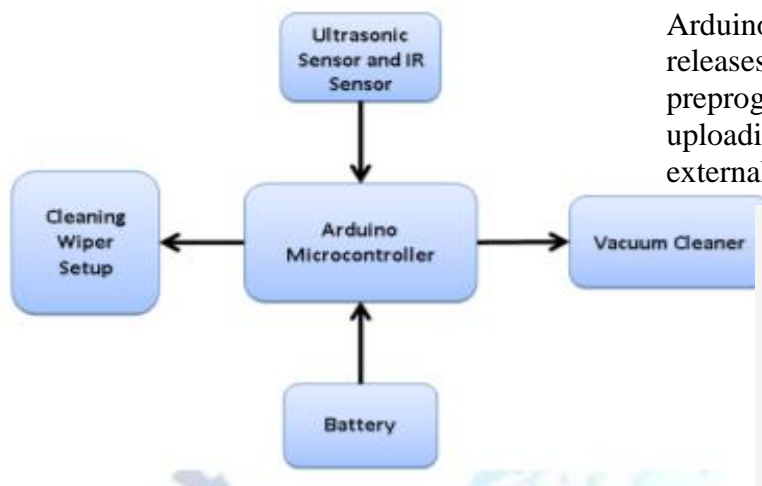 Ultrasonic
Sensor and IR
Sensor
Arduino
releases
preprog
uploadi
external
Cleaning
Wiper
Setup
Arduino
Microcontroller
Vacuum Cleaner
Battery